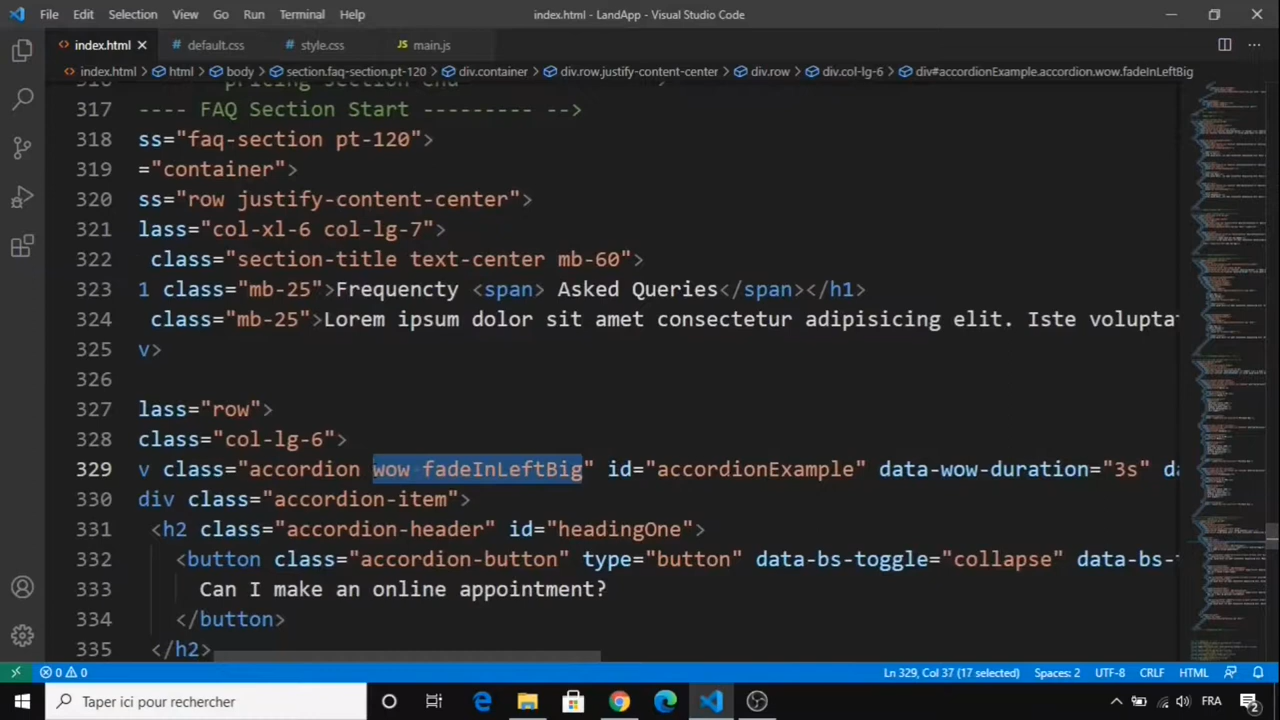 File Edit Selection View Go Run Terminal Help index.html - LandApp - Visual Studio Code
index.html default.css style.css JS main.js
index.html html body section.faq-section.pt-120 div.container div.row.justify-content-center div.row div.col-lg-6 div#accordionExample.accordion.wow.fadeInLeftBig
317 ---- FAQ Section Start --------- -->
318 ss="faq-section pt-120">
319 ="container">
320 ss="row justify-content-center">
321 lass="col-xl-6 col-lg-7">
322 class="section-title text-center mb-60">
323 1 class="mb-25">Frequencty <span> Asked Queries</span></h1>
324 class="mb-25">Lorem ipsum dolor sit amet consectetur adipisicing elit. Iste voluptat
325 v>
326
327 lass="row">
328 class="col-lg-6">
329 v class="accordion wow fadeInLeftBig" id="accordionExample" data-wow-duration="3s" da
330 div class="accordion-item">
331 <h2 class="accordion-header" id="headingOne">
332 <button class="accordion-button" type="button" data-bs-toggle="collapse" data-bs-
333 Can I make an online appointment?
334 </button>
335 </h2>
0 0 Ln 329, Col 37 (17 selected) Spaces: 2 UTF-8 CRLF HTML
Taper ici pour rechercher FRA 2